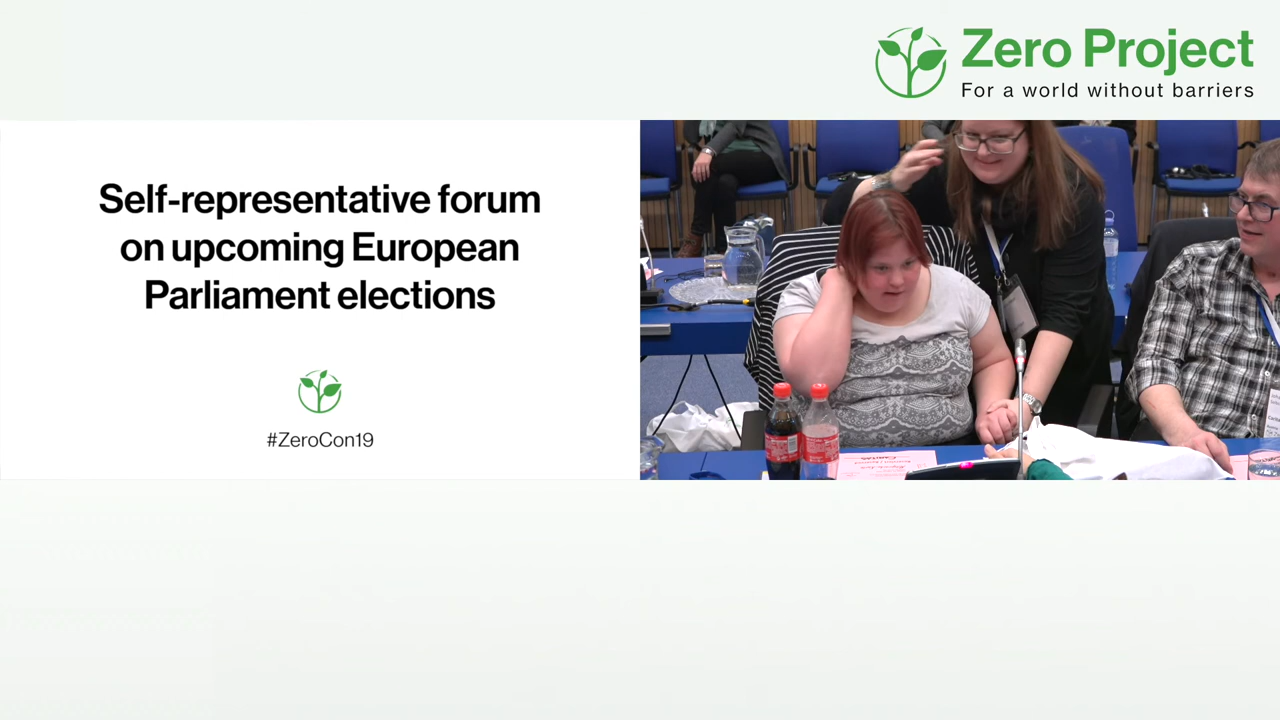 Zero Project
For a world without barriers
Self-representative forum
on upcoming European
Parliament elections
#ZeroCon19